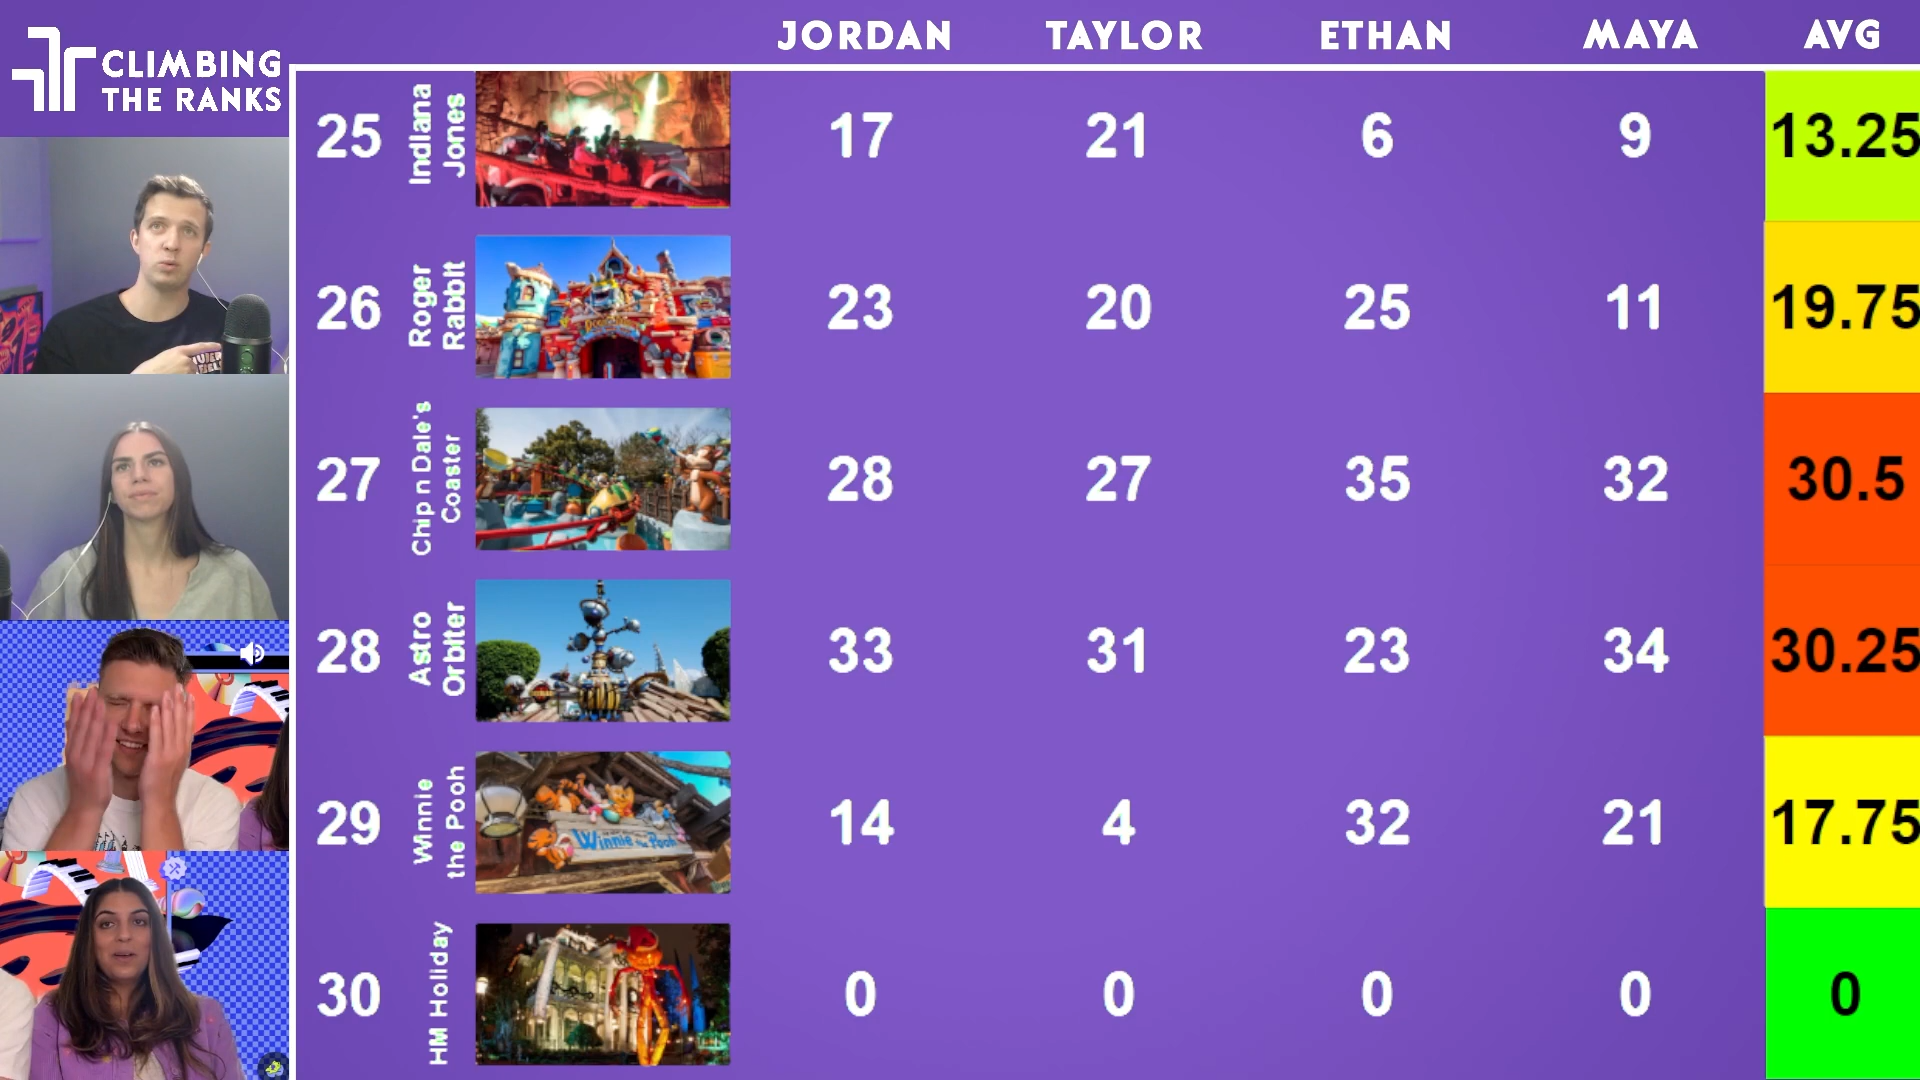 CLIMBING
THE RANKS
JORDAN TAYLOR ETHAN MAYA AVG
25 Indiana Jones 17 21 6 9 13.25
26 Roger Rabbit 23 20 25 11 19.75
27 Chip n Dale's Coaster 28 27 35 32 30.5
28 Astro Orbiter 33 31 23 34 30.25
29 Winnie the Pooh 14 4 32 21 17.75
Winnie the Pooh
30 HM Holiday 0 0 0 0 0